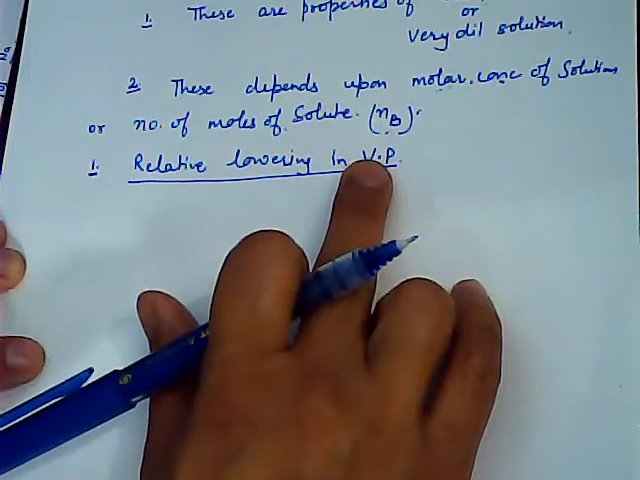 1. These are properties of
or
Very dil solution.
2 These depends upon molar. conc of Solution
or no. of moles of Solute. (nB).
1. Relative lowering in V.P.